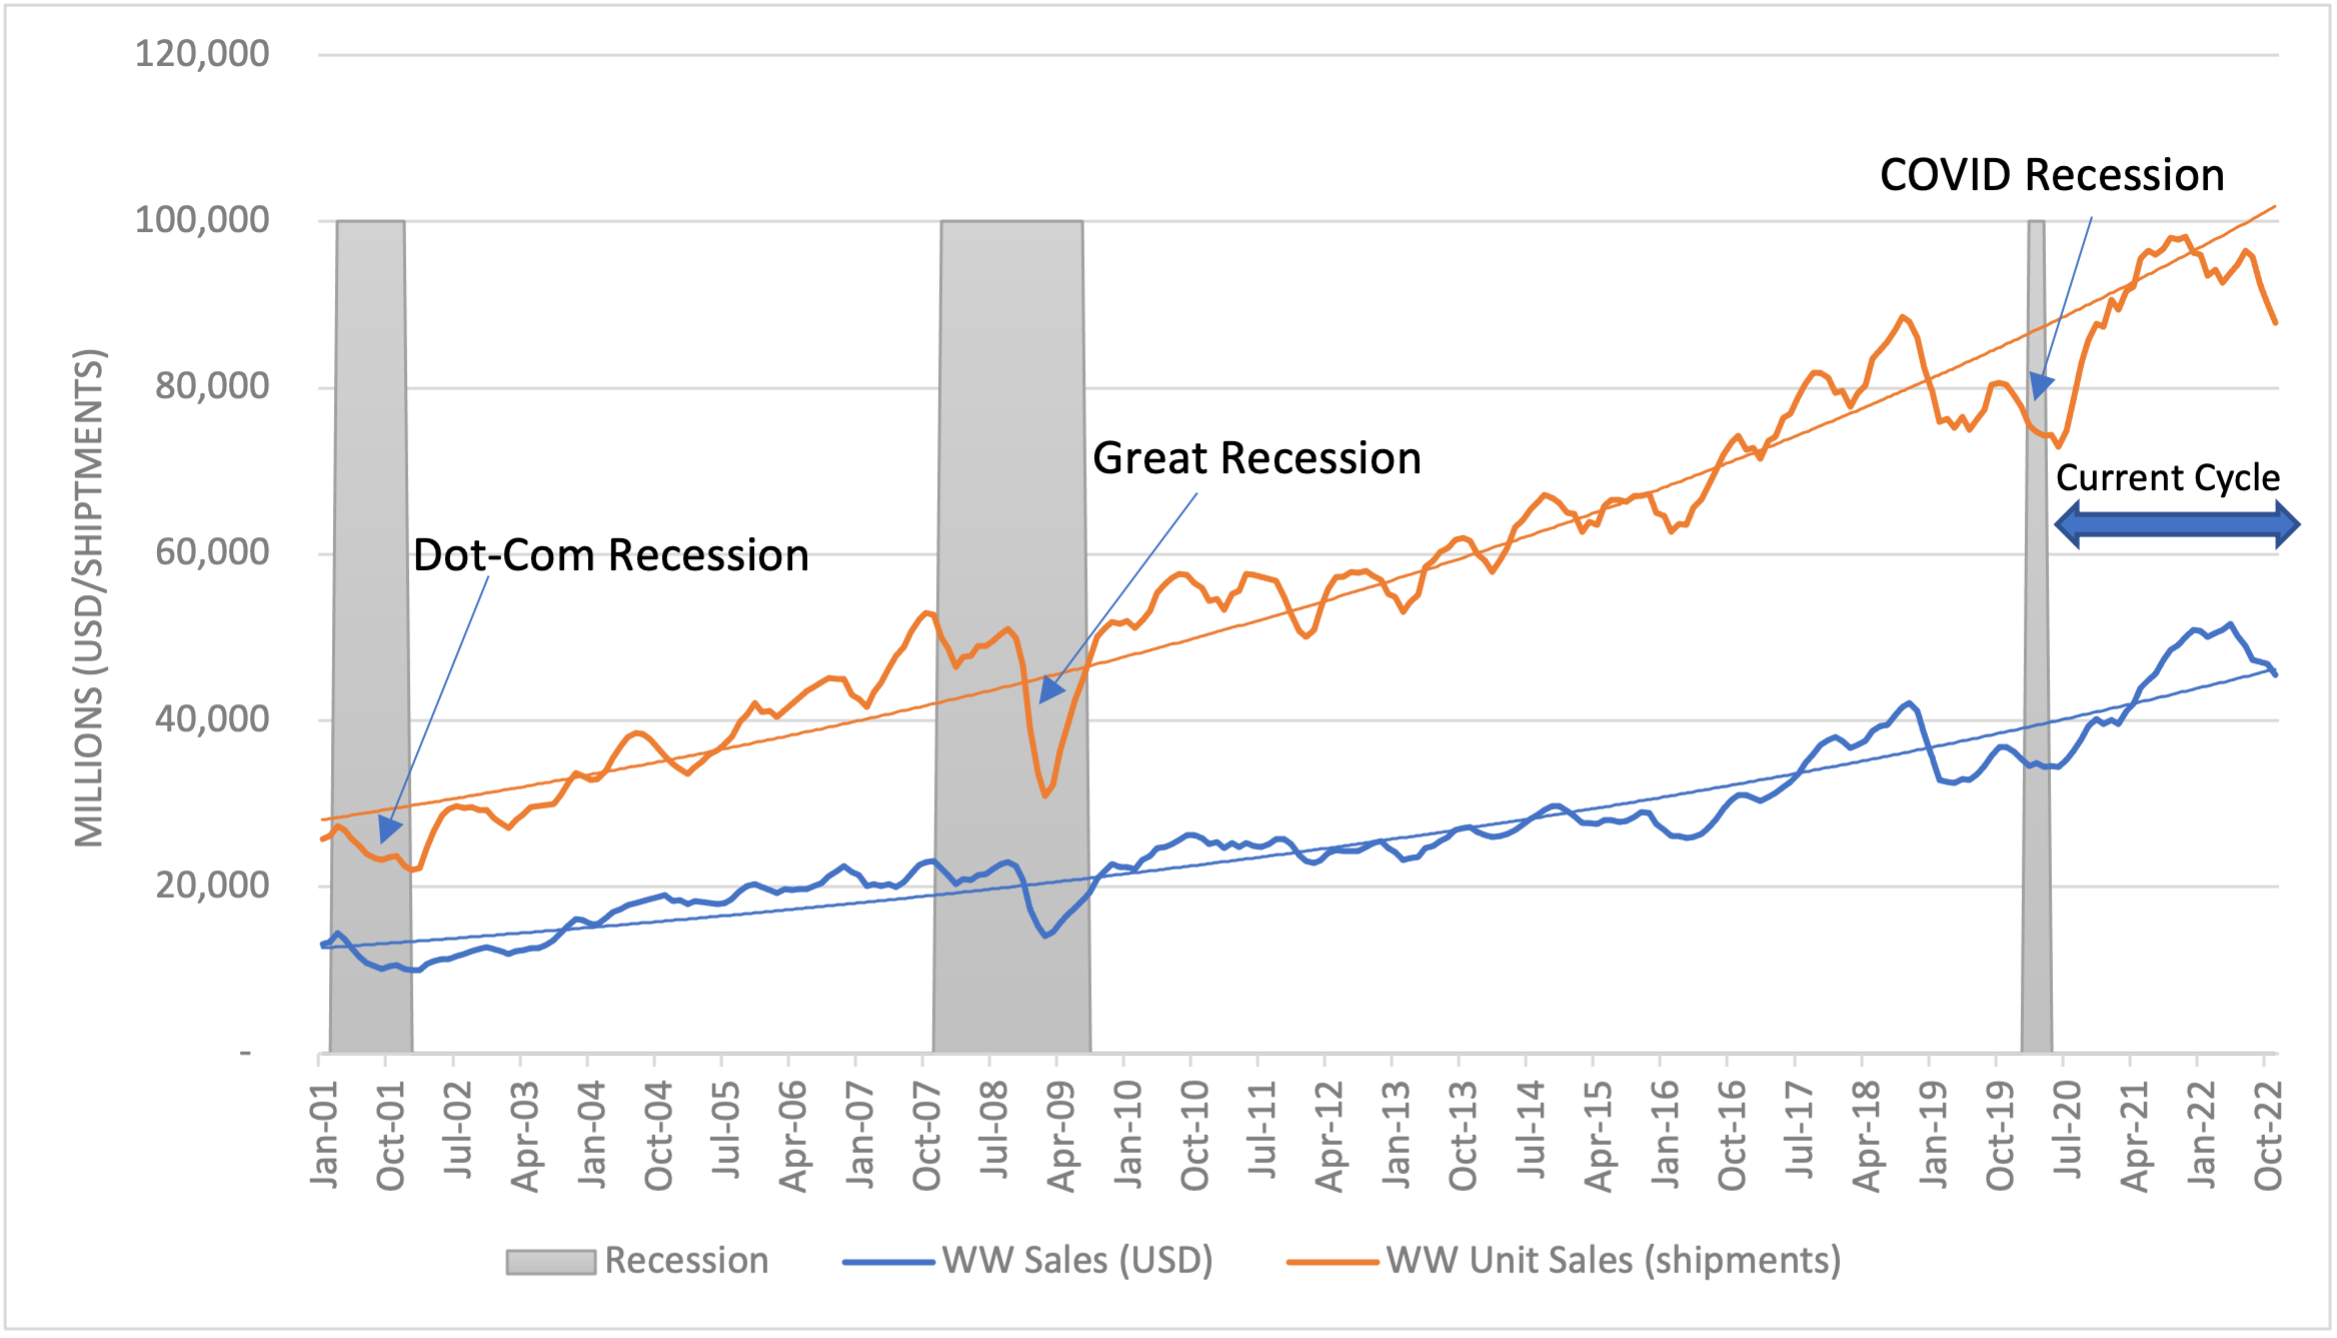 120,000
100,000
80,000
60,000
40,000
20,000
-
MILLIONS (USD/SHIPTMENTS)
COVID Recession
Great Recession
Current Cycle
Dot-Com Recession
Jan-01
Oct-01
Jul-02
Apr-03
Jan-04
Oct-04
Jul-05
Apr-06
Jan-07
Oct-07
Jul-08
Apr-09
Jan-10
Oct-10
Jul-11
Apr-12
Jan-13
Oct-13
Jul-14
Apr-15
Jan-16
Oct-16
Jul-17
Apr-18
Jan-19
Oct-19
Jul-20
Apr-21
Jan-22
Oct-22
Recession
WW Sales (USD)
WW Unit Sales (shipments)